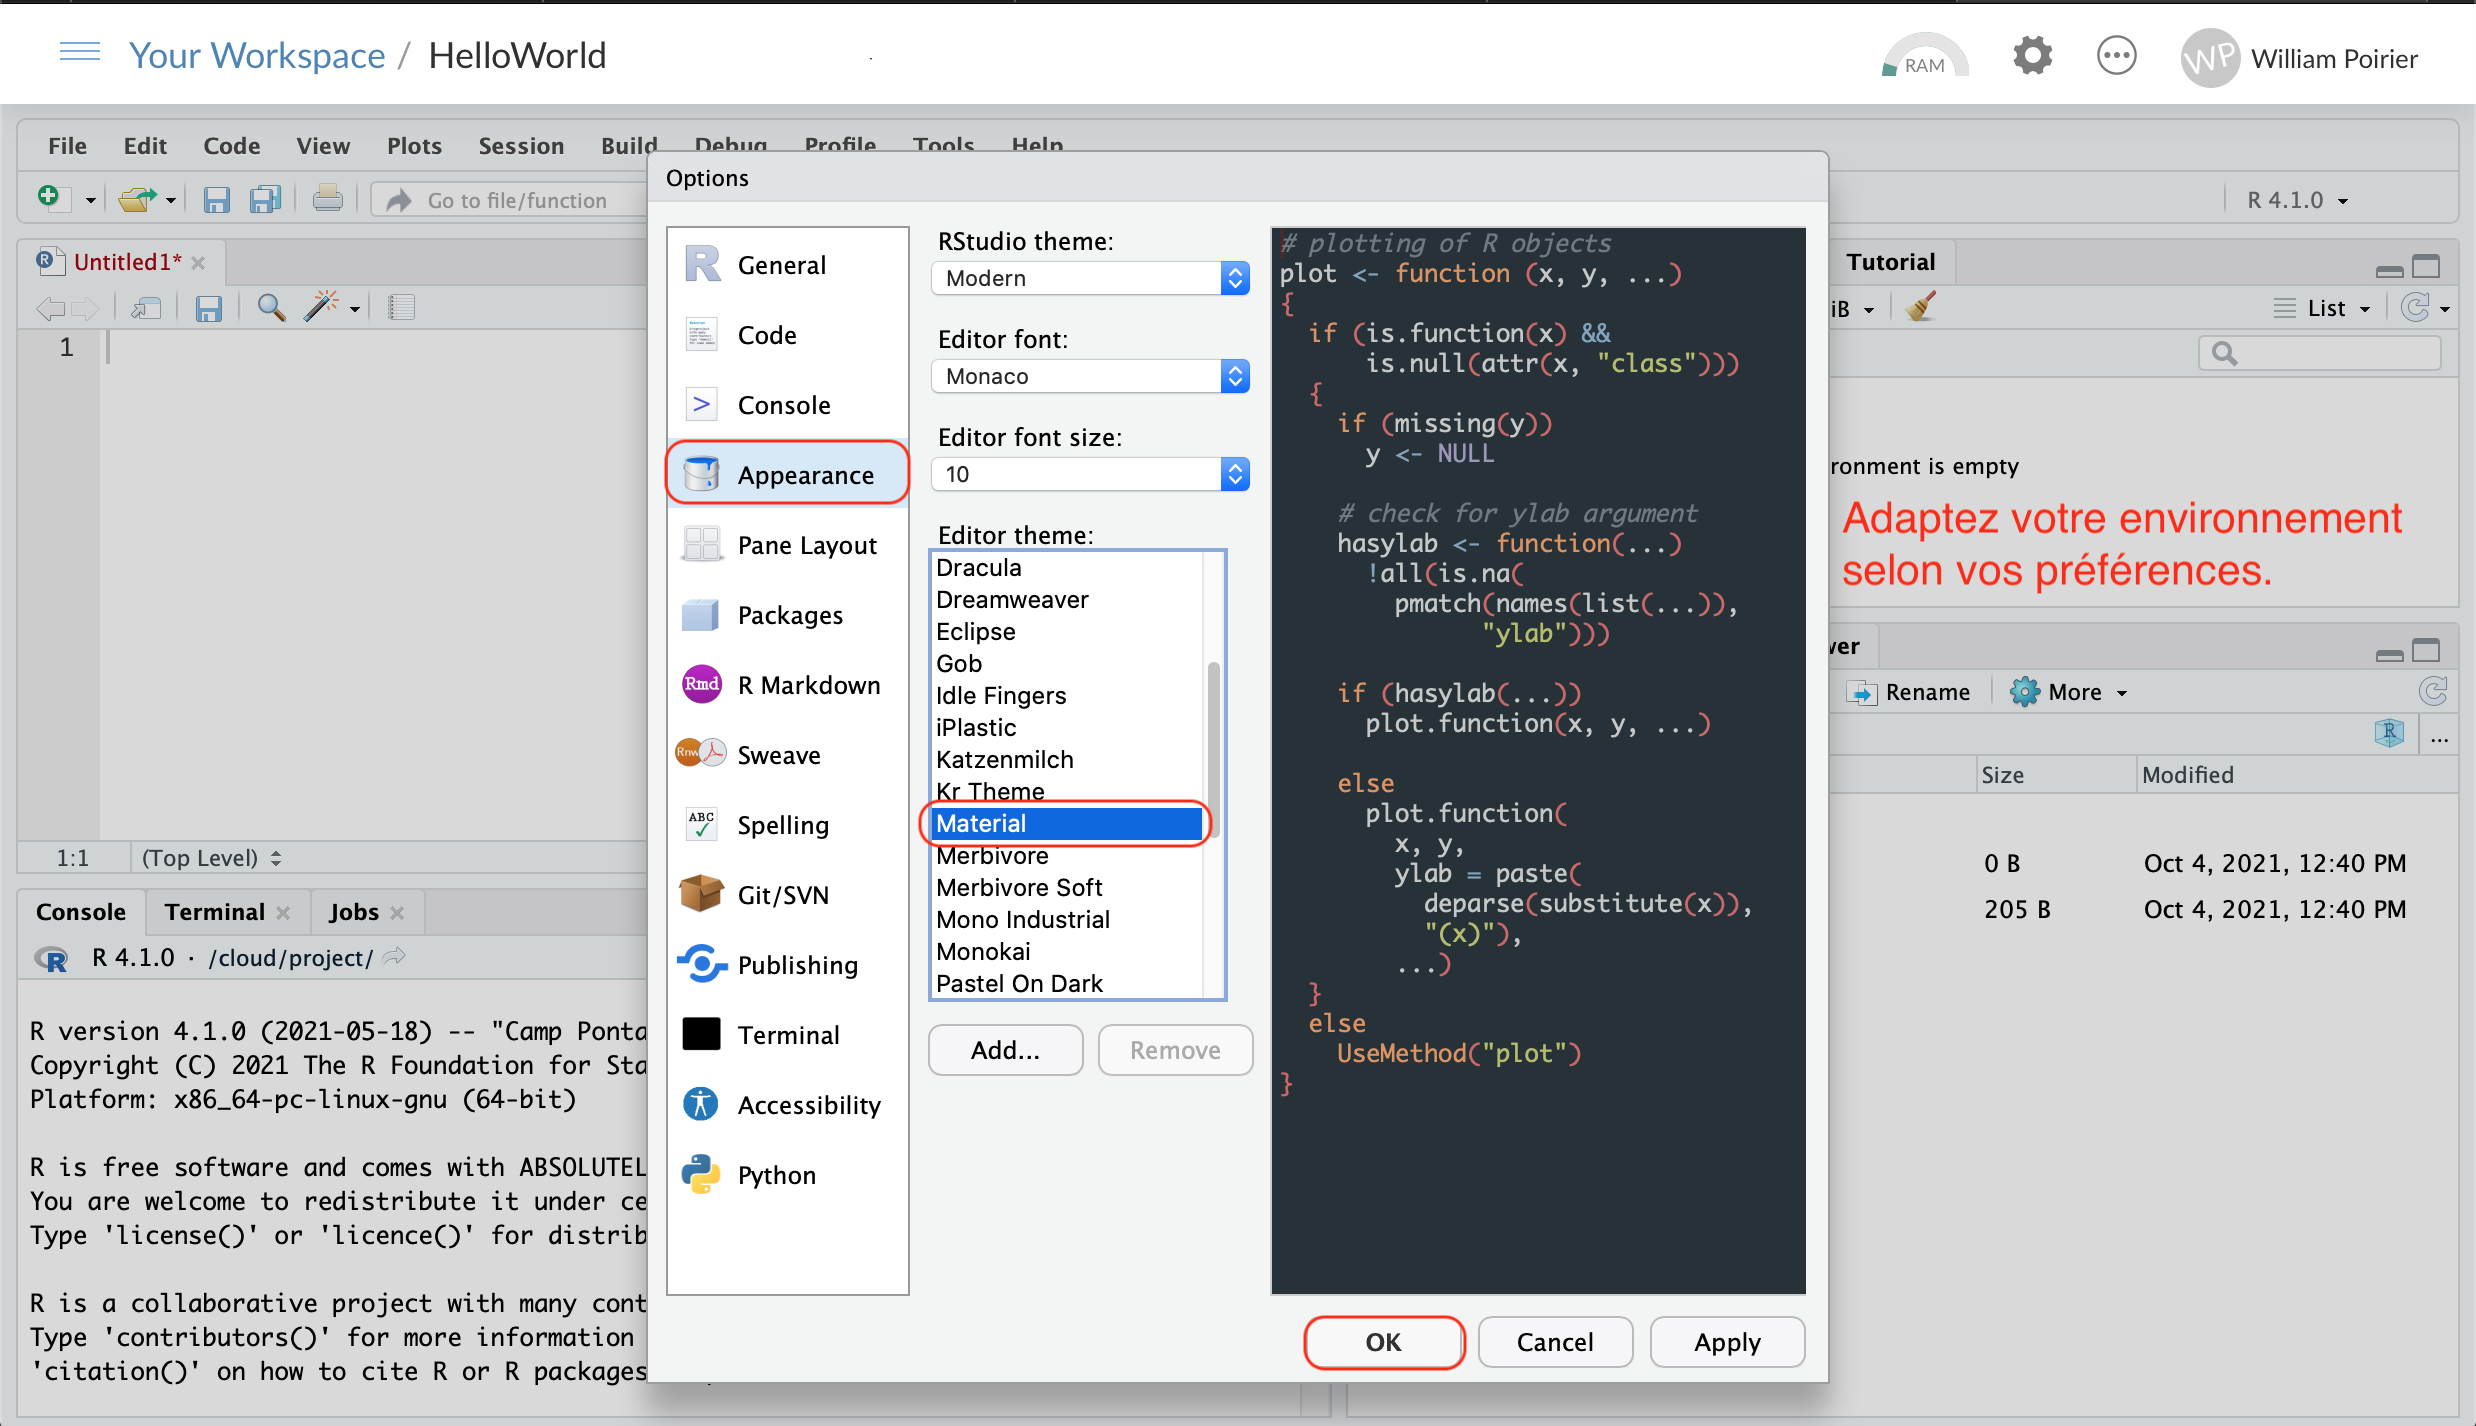 Your Workspace / HelloWorld
RAM
WP William Poirier
File Edit Code View Plots Session Build Debug Profile Tools Help
Go to file/function
R 4.1.0
Untitled1*
1
1:1 (Top Level)
Console Terminal Jobs
R 4.1.0 · /cloud/project/
R version 4.1.0 (2021-05-18) -- "Camp Ponta
Copyright (C) 2021 The R Foundation for Sta
Platform: x86_64-pc-linux-gnu (64-bit)
R is free software and comes with ABSOLUTEL
You are welcome to redistribute it under ce
Type 'license()' or 'licence()' for distrib
R is a collaborative project with many cont
Type 'contributors()' for more information
'citation()' on how to cite R or R packages
Options
General
Code
Console
Appearance
Pane Layout
Packages
Rmd R Markdown
Rnw Sweave
ABC Spelling
Git/SVN
Publishing
Terminal
Accessibility
Python
RStudio theme:
Modern
Editor font:
Monaco
Editor font size:
10
Editor theme:
Dracula
Dreamweaver
Eclipse
Gob
Idle Fingers
iPlastic
Katzenmilch
Kr Theme
Material
Merbivore
Merbivore Soft
Mono Industrial
Monokai
Pastel On Dark
Add... Remove
# plotting of R objects
plot <- function (x, y, ...)
{
if (is.function(x) &&
is.null(attr(x, "class")))
{
if (missing(y))
y <- NULL
# check for ylab argument
hasylab <- function(...)
!all(is.na(
pmatch(names(list(...)),
"ylab")))
if (hasylab(...))
plot.function(x, y, ...)
else
plot.function(
x, y,
ylab = paste(
deparse(substitute(x)),
"(x)"),
...)
}
else
UseMethod("plot")
}
OK Cancel Apply
Tutorial
iB List
ronment is empty
Adaptez votre environnement
selon vos préférences.
wer
Rename More
R ...
Size Modified
0 B Oct 4, 2021, 12:40 PM
205 B Oct 4, 2021, 12:40 PM